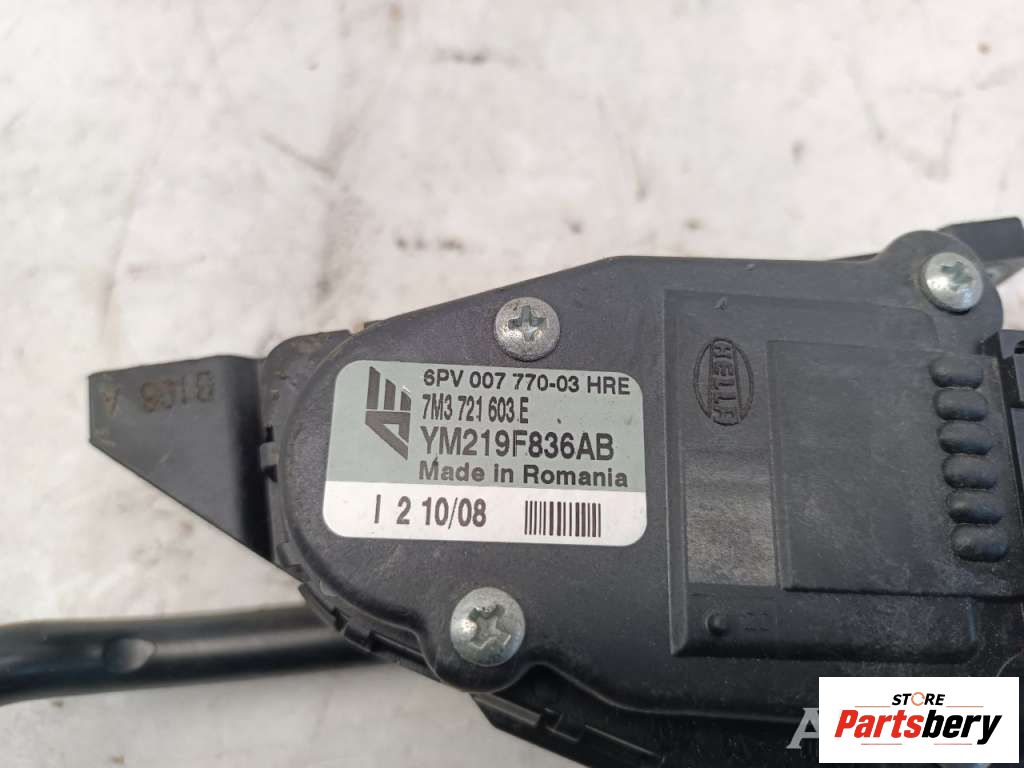 6PV 007 770-03 HRE
7M3 721 603 E
YM219F836AB
Made in Romania
I 2 10/08
HELLA
STORE
Partsbery